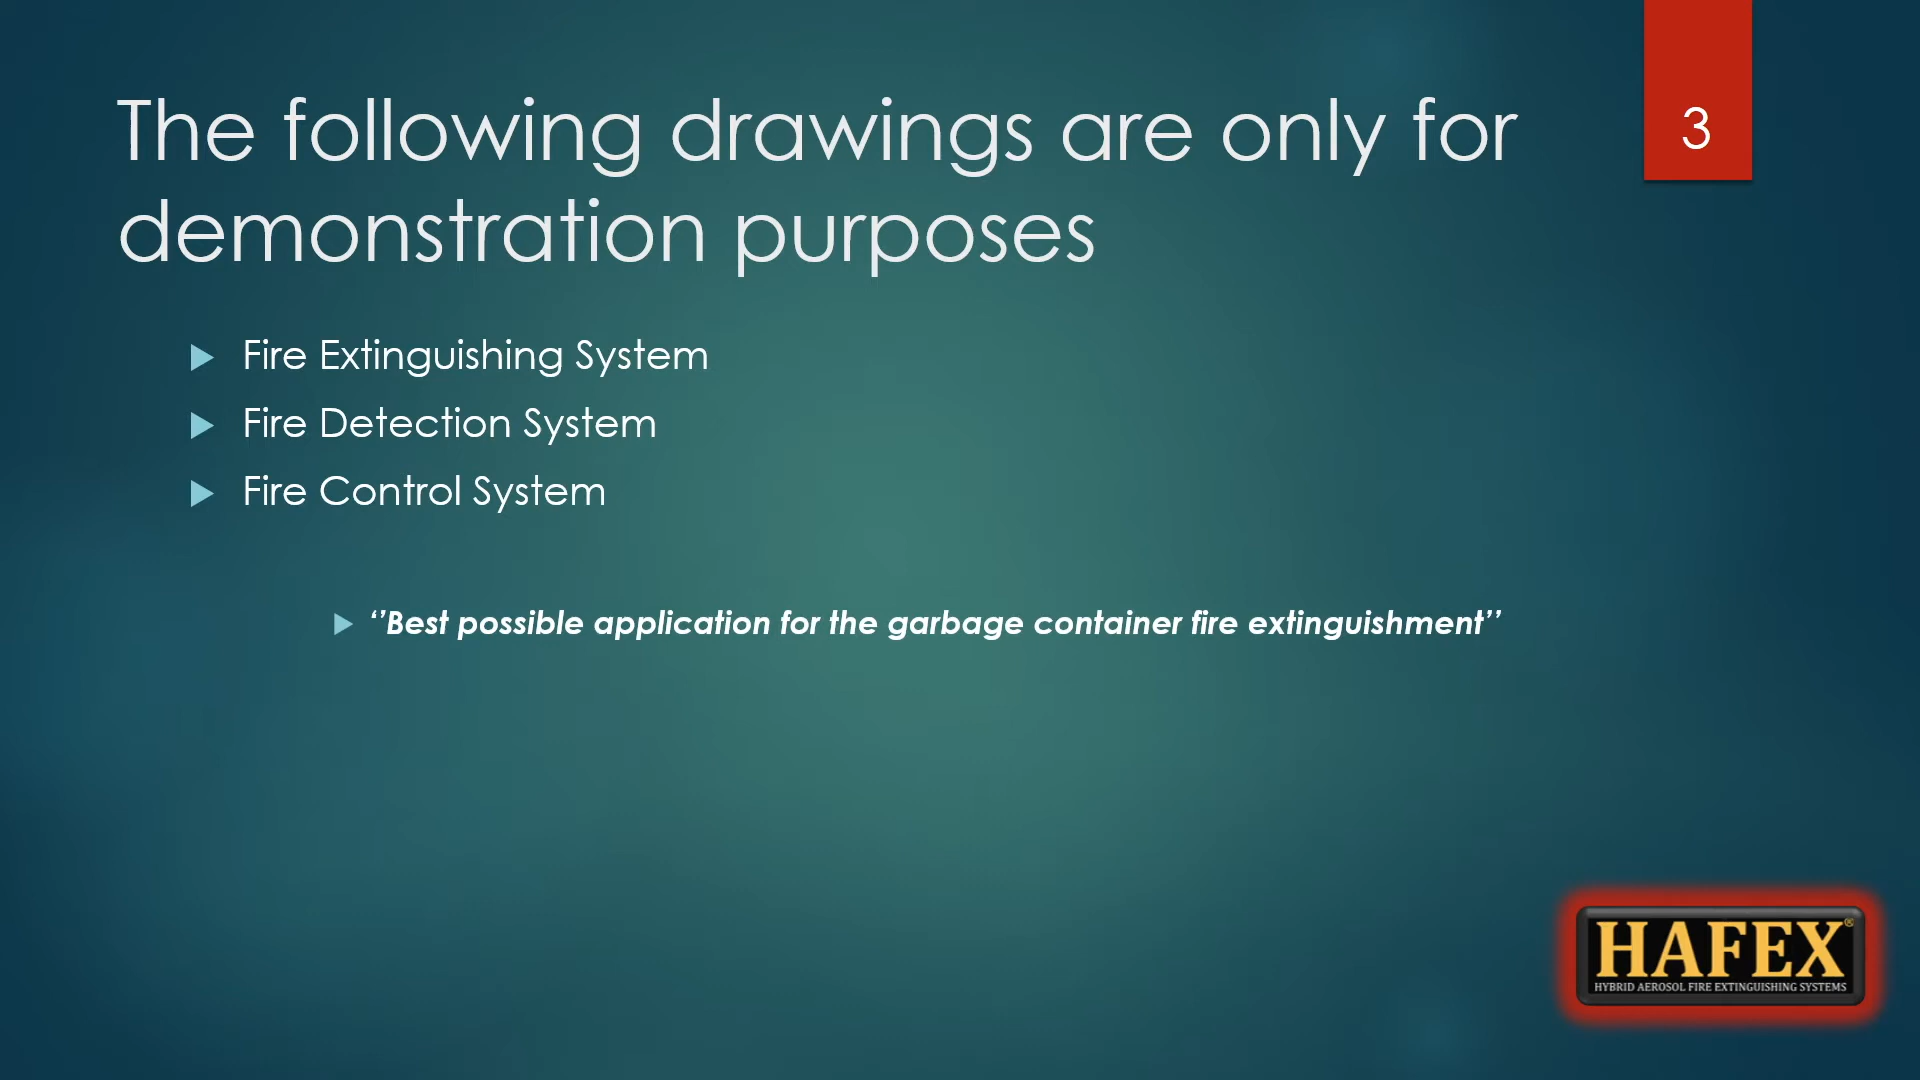 The following drawings are only for
demonstration purposes
3
Fire Extinguishing System
Fire Detection System
Fire Control System
‘’Best possible application for the garbage container fire extinguishment’’
HAFEX®
HYBRID AEROSOL FIRE EXTINGUISHING SYSTEMS